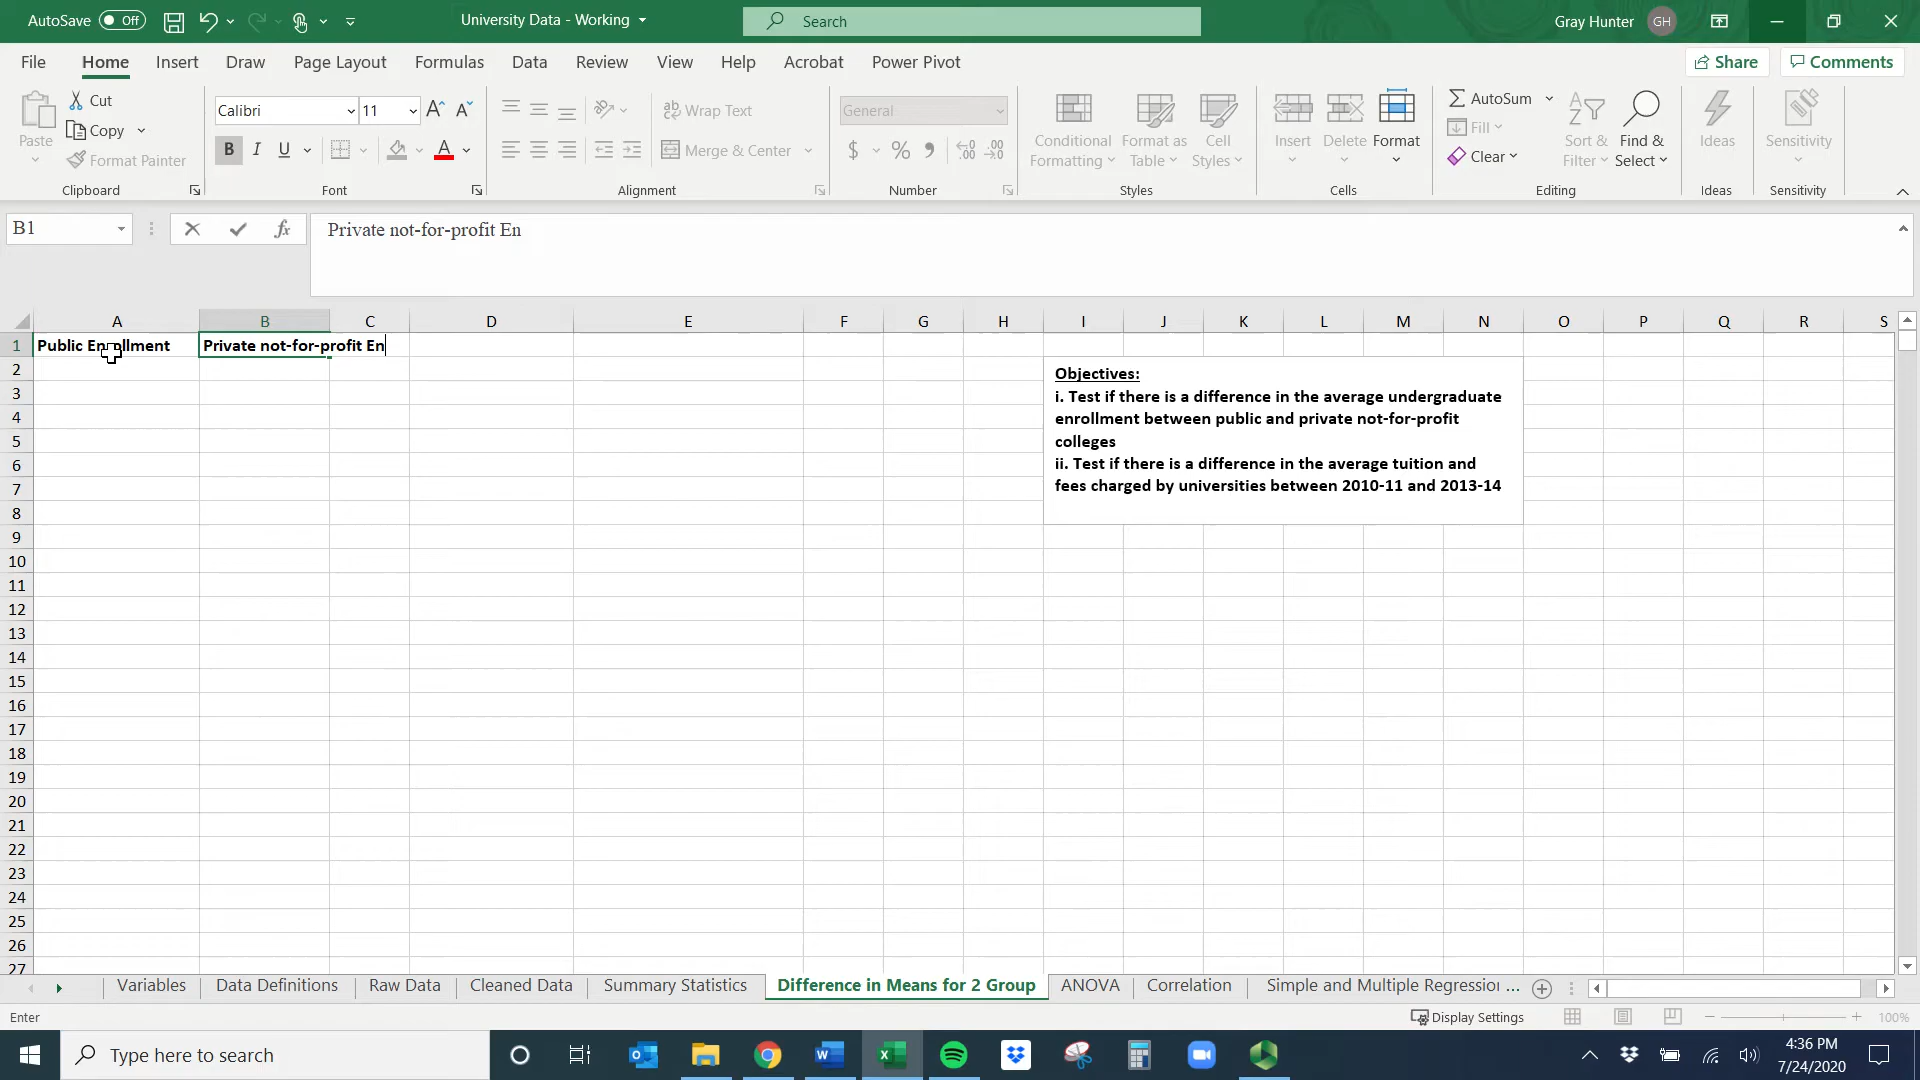 AutoSave Off University Data - Working Search Gray Hunter GH
File Home Insert Draw Page Layout Formulas Data Review View Help Acrobat Power Pivot Share Comments
Paste Cut Calibri 11 Wrap Text General Conditional Formatting Format as Table Cell Styles Insert Delete Format AutoSum Sort & Filter Find & Select Ideas Sensitivity
Copy B I U Merge & Center $ % Fill
Format Painter Clear
Clipboard Font Alignment Number Styles Cells Editing Ideas Sensitivity
B1 fx Private not-for-profit En
A B C D E F G H I J K L M N O P Q R S
1 Public Enrollment Private not-for-profit En
2
Objectives:
3
i. Test if there is a difference in the average undergraduate
4
enrollment between public and private not-for-profit
5
colleges
6
ii. Test if there is a difference in the average tuition and
7
fees charged by universities between 2010-11 and 2013-14
8
9
10
11
12
13
14
15
16
17
18
19
20
21
22
23
24
25
26
27
Variables Data Definitions Raw Data Cleaned Data Summary Statistics Difference in Means for 2 Group ANOVA Correlation Simple and Multiple Regression ...
Enter Display Settings 100%
Type here to search 4:36 PM
7/24/2020